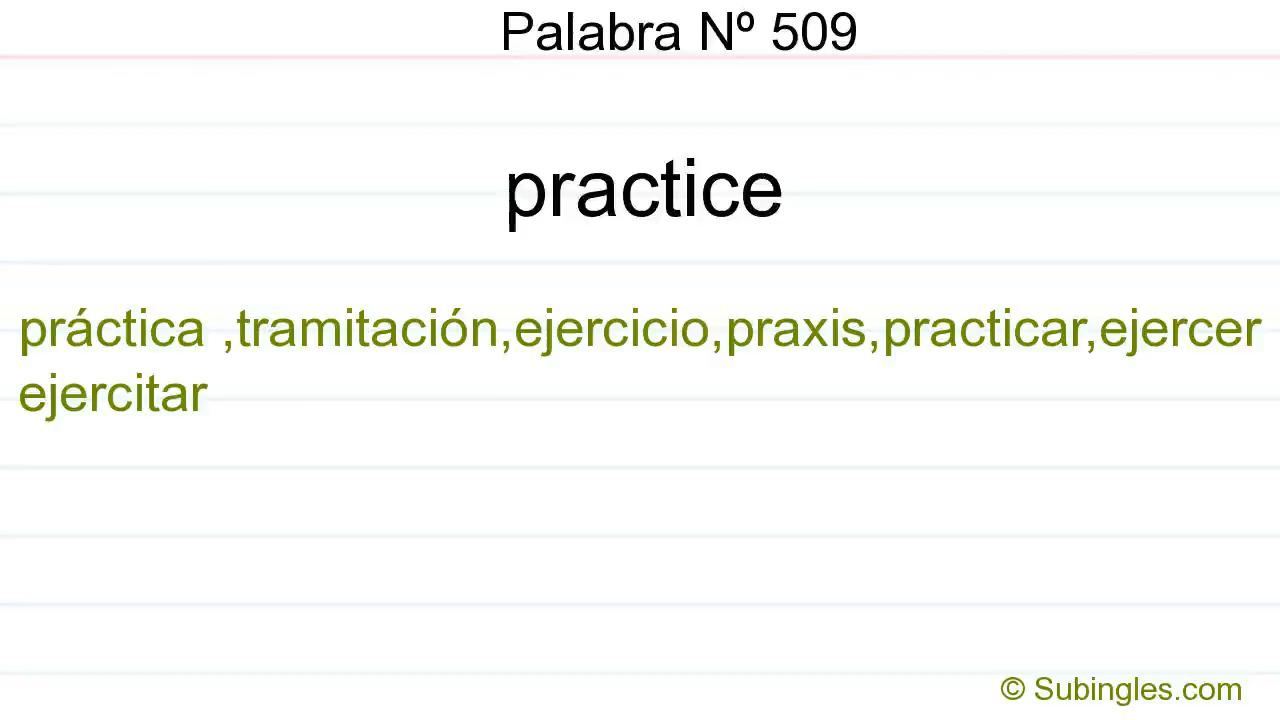 Palabra Nº 509
practice
práctica ,tramitación,ejercicio,praxis,practicar,ejercer
ejercitar
© Subingles.com